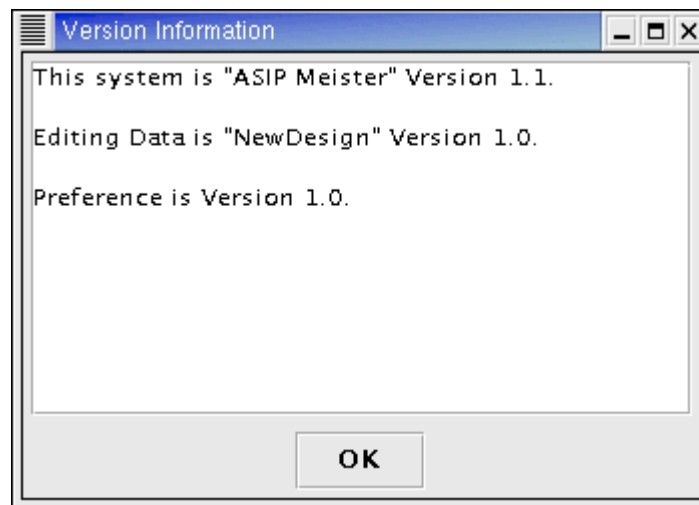 Version Information
This system is "ASIP Meister" Version 1.1.
Editing Data is "NewDesign" Version 1.0.
Preference is Version 1.0.
OK